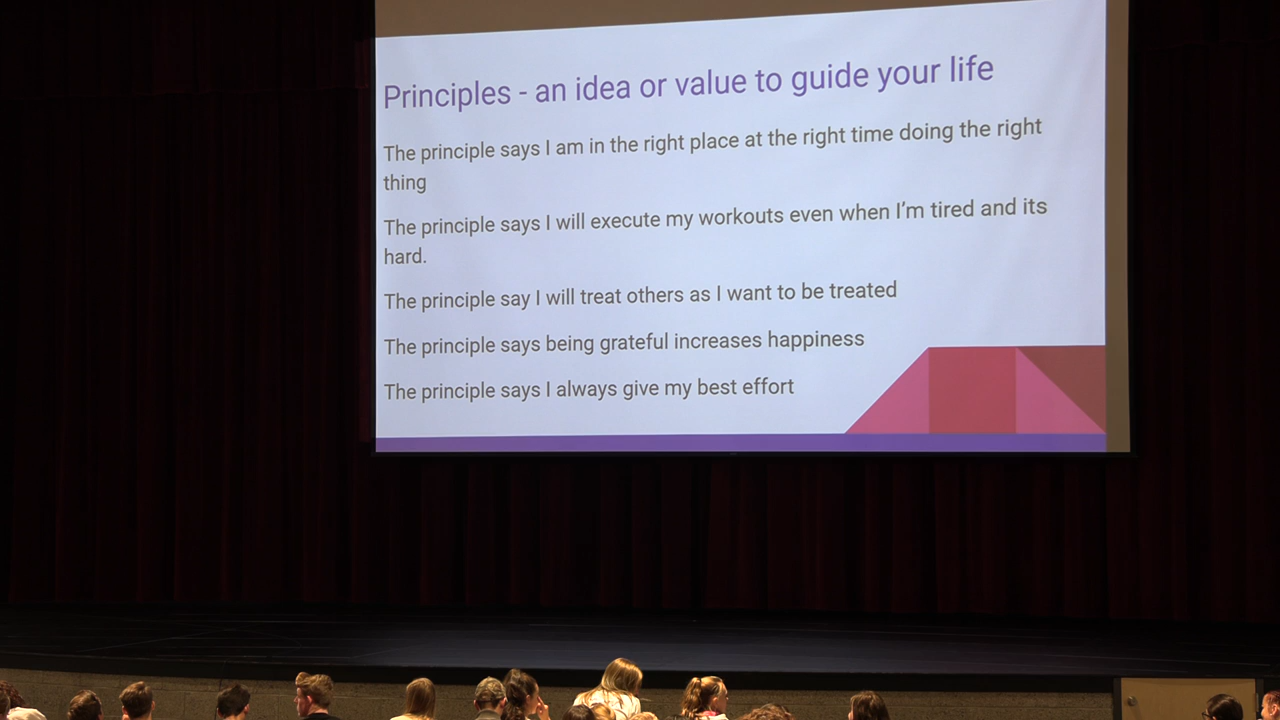 Principles - an idea or value to guide your life
The principle says I am in the right place at the right time doing the right
thing
The principle says I will execute my workouts even when I'm tired and its
hard.
The principle say I will treat others as I want to be treated
The principle says being grateful increases happiness
The principle says I always give my best effort